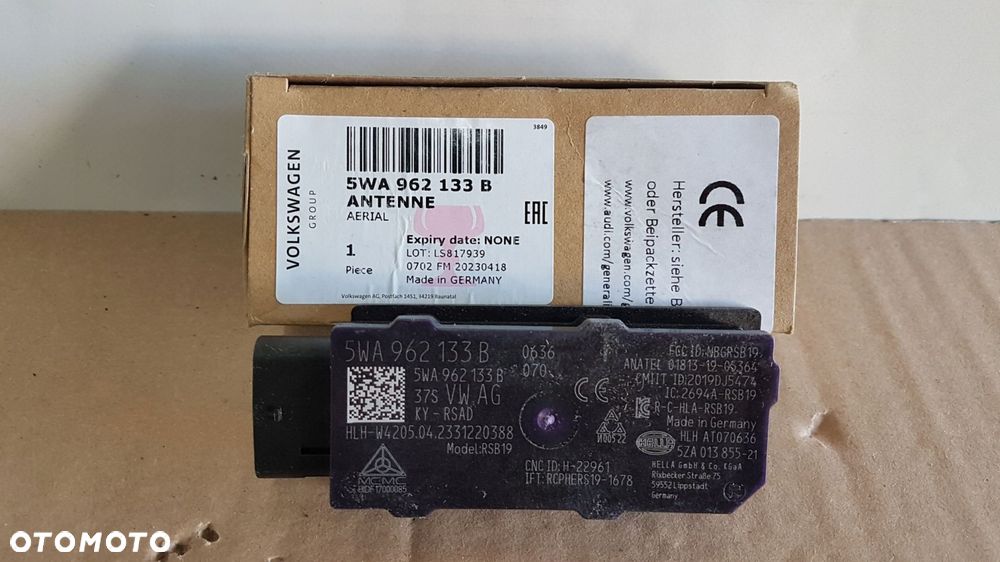 VOLKSWAGEN
GROUP
3849
5WA 962 133 B
ANTENNE
AERIAL
EAC
1
Piece
Expiry date: NONE
LOT: LS817939
0702 FM 20230418
Made in GERMANY
Volkswagen AG, Postfach 1451, 34219 Baunatal
Hersteller: siehe B
oder Beipackzette
www.volkswagen.com/g
www.audi.com/generali
CE
5WA 962 133 B
0636
070
5WA 962 133 B
37S VW AG
KY - RSAD
HLH-W4205.04.2331220388
Model:RSB19
MCMC
CE
И00522
CNC ID: H-22961
IFT: RCPHERS19-1678
FCC ID: NBGRSB19
ANATEL 01813-19-05364
CMIIT ID:2019DJ5474
IC:2694A-RSB19
R-C-HLA-RSB19
Made in Germany
HLH AT070636
HELLA
5ZA 013 855-21
HELLA GmbH & Co. KGaA
Rixbecker Straße 75
59552 Lippstadt
Germany
OTOMOTO